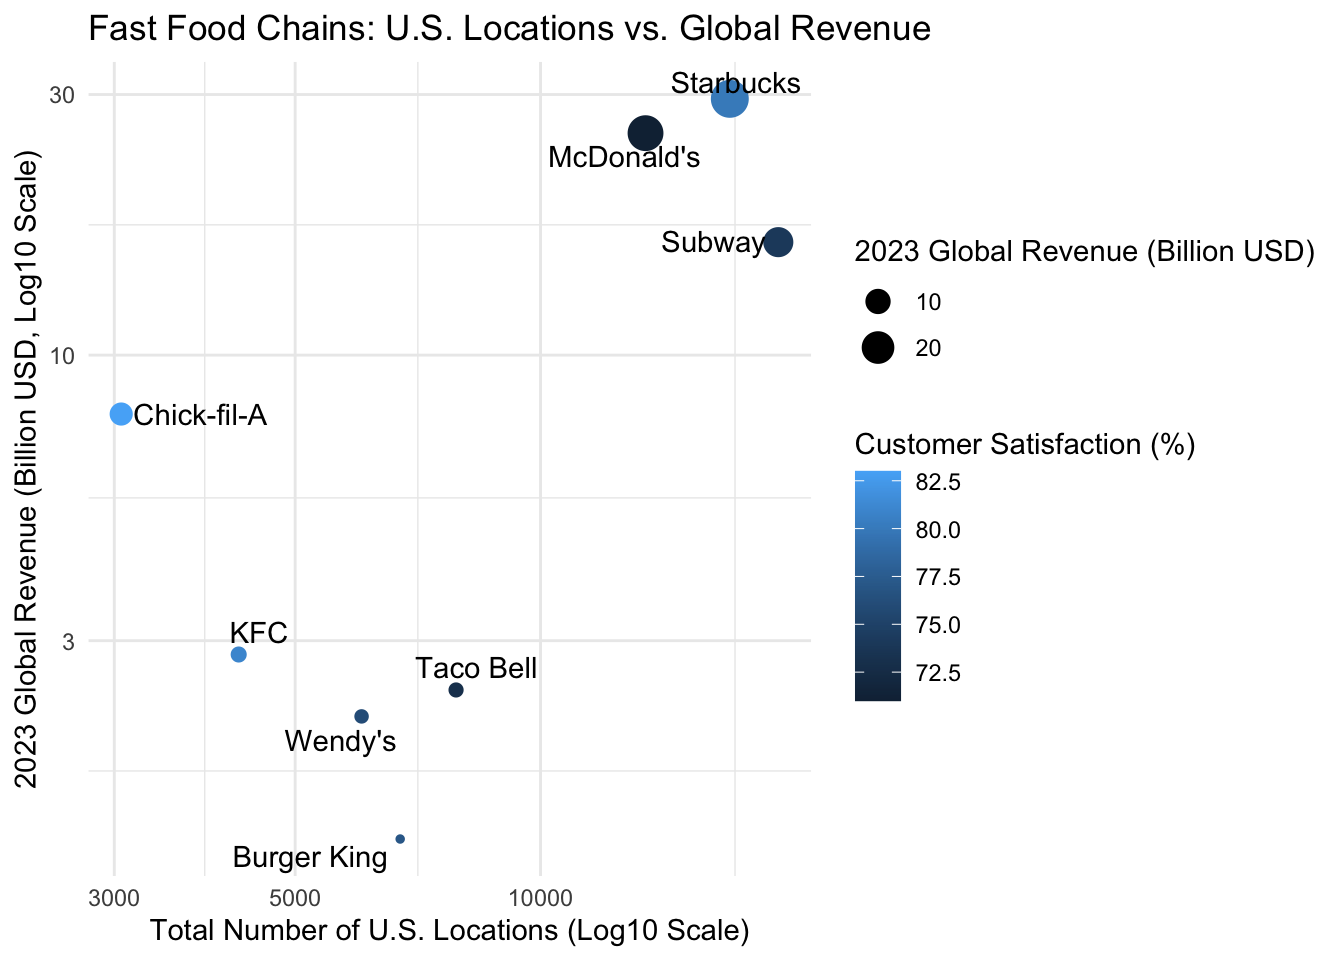 Fast Food Chains: U.S. Locations vs. Global Revenue
2023 Global Revenue (Billion USD, Log10 Scale)
30
10
3
Starbucks
McDonald's
Subway
Chick-fil-A
KFC
Taco Bell
Wendy's
Burger King
3000
5000
10000
Total Number of U.S. Locations (Log10 Scale)
2023 Global Revenue (Billion USD)
10
20
Customer Satisfaction (%)
82.5
80.0
77.5
75.0
72.5